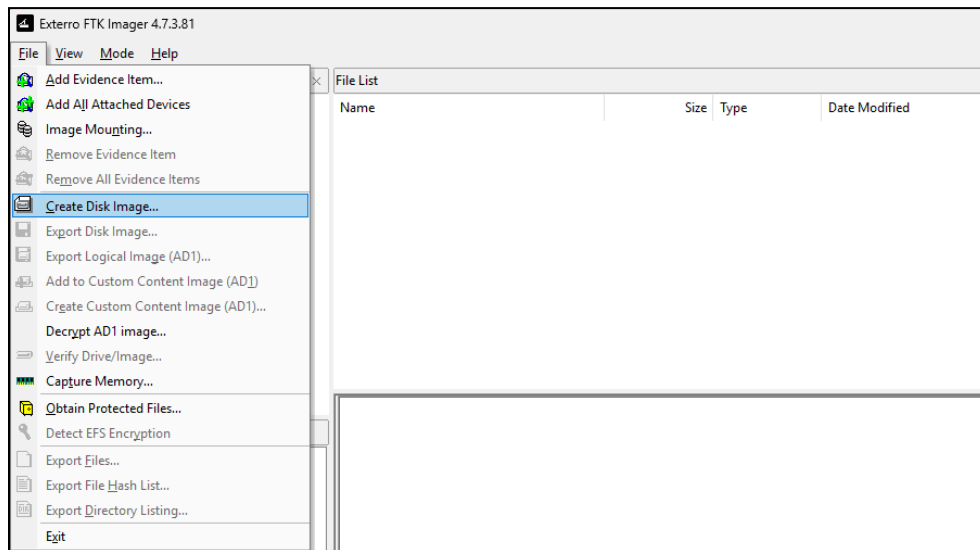 Exterro FTK Imager 4.7.3.81
File View Mode Help
Add Evidence Item...
Add All Attached Devices
Image Mounting...
Remove Evidence Item
Remove All Evidence Items
Create Disk Image...
Export Disk Image...
Export Logical Image (AD1)...
Add to Custom Content Image (AD1)
Create Custom Content Image (AD1)...
Decrypt AD1 image...
Verify Drive/Image...
Capture Memory...
Obtain Protected Files...
Detect EFS Encryption
Export Files...
Export File Hash List...
Export Directory Listing...
Exit
File List
Name Size Type Date Modified